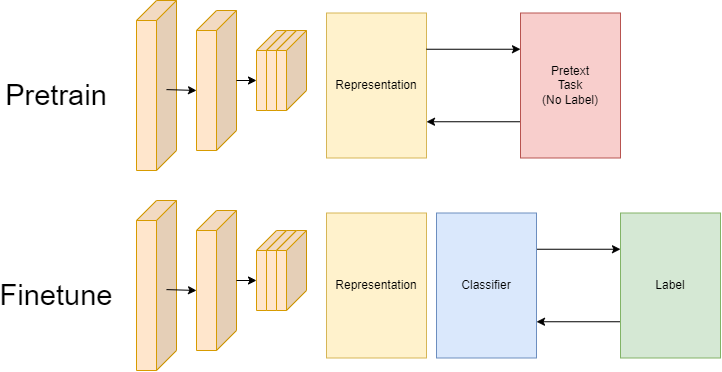 Pretrain
Representation
Pretext
Task
(No Label)
Finetune
Representation
Classifier
Label